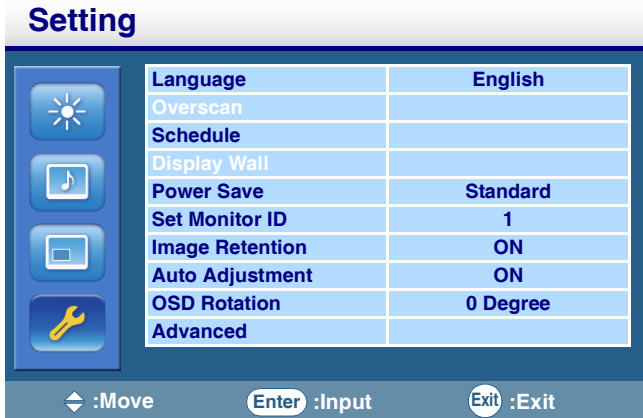 Setting
Language English
Overscan
Schedule
Display Wall
Power Save Standard
Set Monitor ID 1
Image Retention ON
Auto Adjustment ON
OSD Rotation 0 Degree
Advanced
:Move Enter :Input Exit :Exit